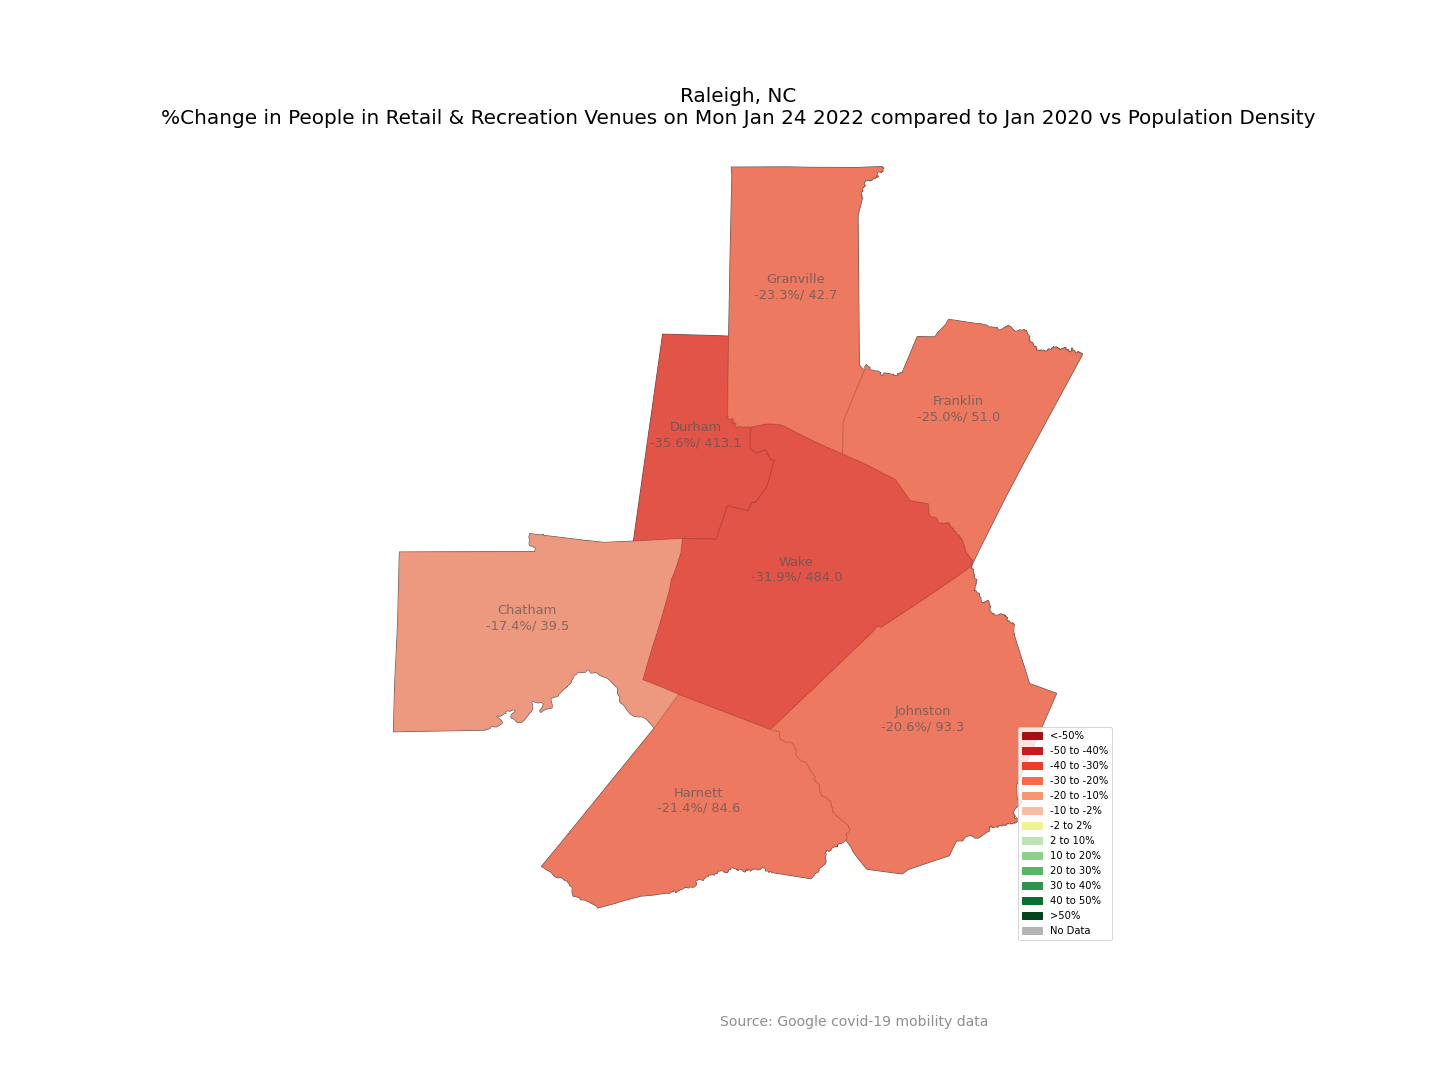 Raleigh, NC
%Change in People in Retail & Recreation Venues on Mon Jan 24 2022 compared to Jan 2020 vs Population Density
Granville
-23.3%/ 42.7
Franklin
-25.0%/ 51.0
Durham
-35.6%/ 413.1
Wake
-31.9%/ 484.0
Chatham
-17.4%/ 39.5
Johnston
-20.6%/ 93.3
Harnett
-21.4%/ 84.6
<-50%
-50 to -40%
-40 to -30%
-30 to -20%
-20 to -10%
-10 to -2%
-2 to 2%
2 to 10%
10 to 20%
20 to 30%
30 to 40%
40 to 50%
>50%
No Data
Source: Google covid-19 mobility data